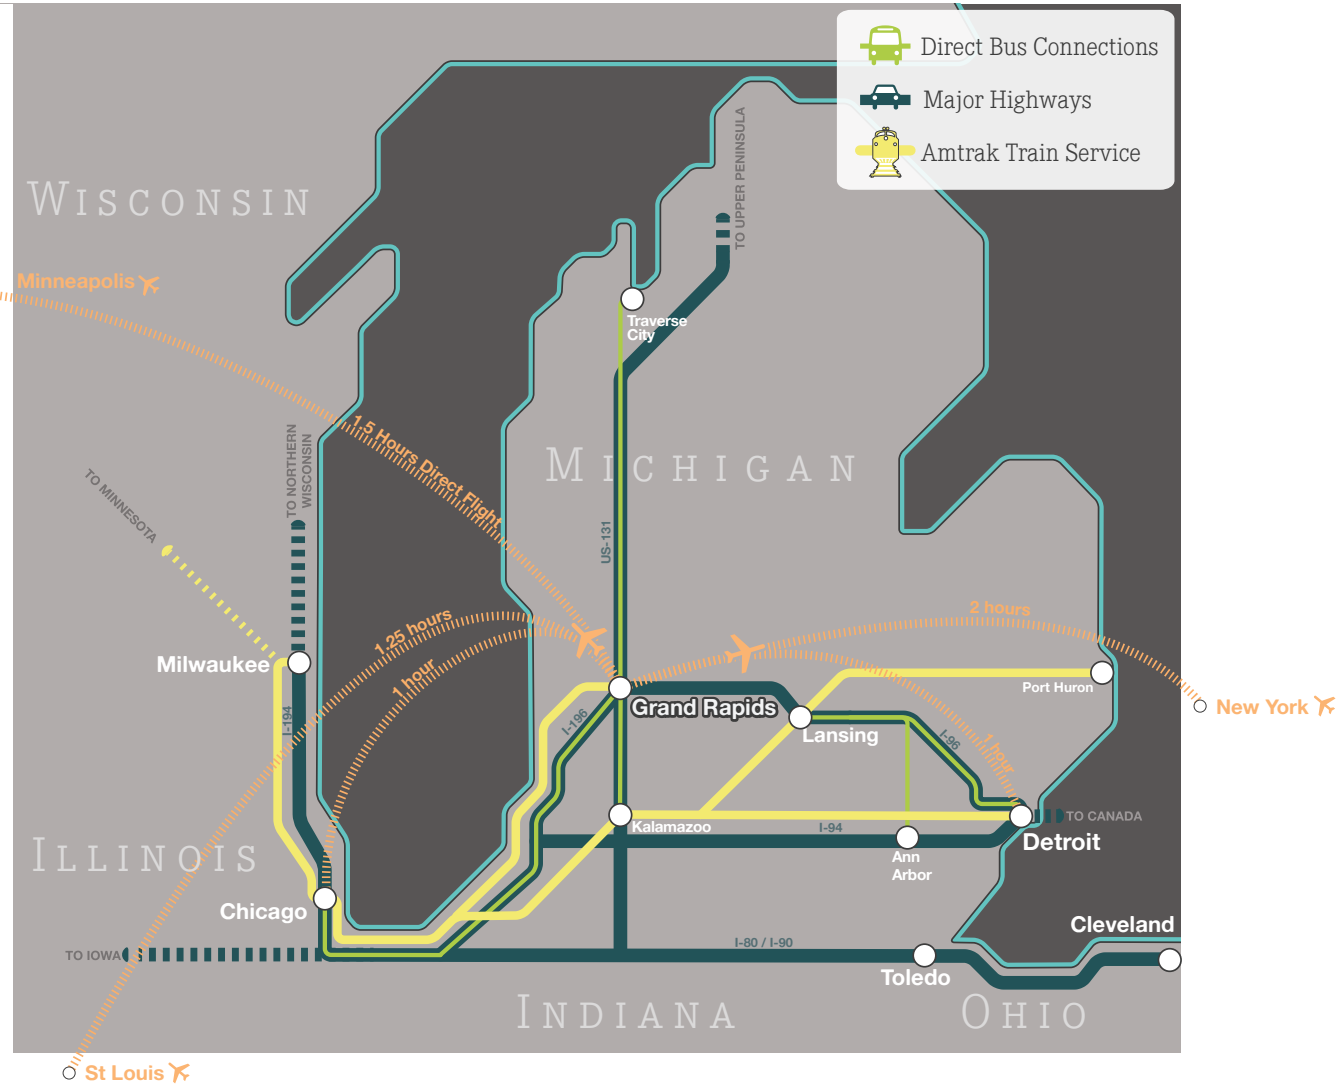 Direct Bus Connections
Major Highways
Amtrak Train Service
TO UPPER PENINSULA
WISCONSIN
Minneapolis
Traverse
City
1.5 Hours Direct Flight
TO NORTHERN
WISCONSIN
MICHIGAN
TO MINNESOTA
US-131
1.25 hours
2 hours
1 hour
Milwaukee
Port Huron
Grand Rapids
New York
I-194
I-196
Lansing
I-96
1 hour
TO CANADA
Kalamazoo
I-94
Detroit
ILLINOIS
Ann
Arbor
Chicago
Cleveland
TO IOWA
I-80 / I-90
Toledo
INDIANA
OHIO
St Louis